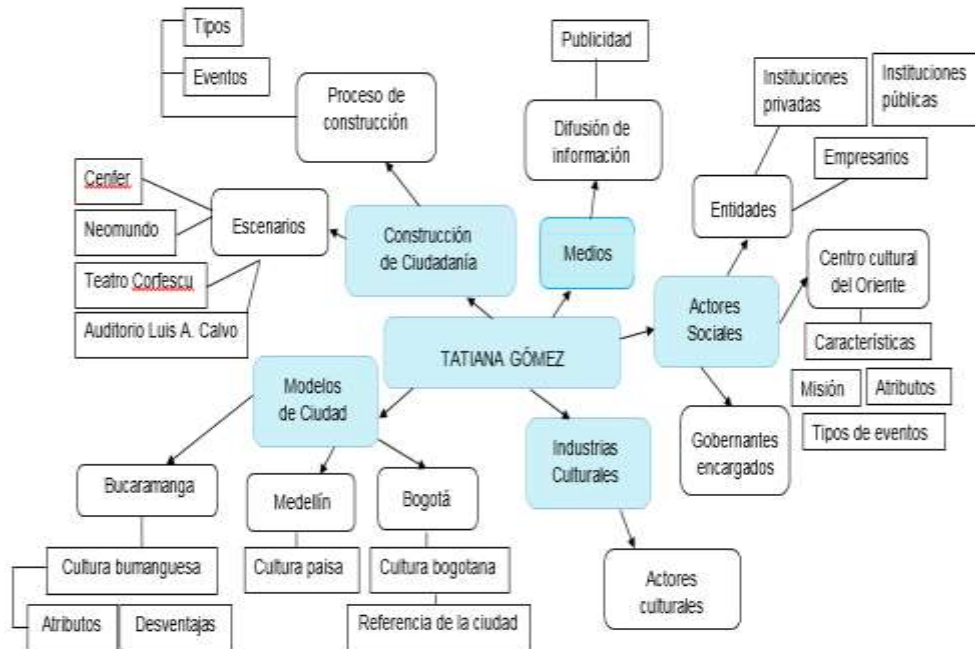 Tipos
Eventos
Proceso de
construcción
Publicidad
Difusión de
información
Instituciones
privadas
Instituciones
públicas
Empresarios
Entidades
Cenfer
Neomundo
Teatro Corfescu
Auditorio Luis A. Calvo
Escenarios
Construcción
de Ciudadanía
Medios
Actores
Sociales
Centro cultural
del Oriente
Características
Misión
Atributos
Tipos de eventos
TATIANA GÓMEZ
Modelos
de Ciudad
Industrias
Culturales
Gobernantes
encargados
Bucaramanga
Medellín
Bogotá
Cultura bumanguesa
Cultura paisa
Cultura bogotana
Atributos
Desventajas
Referencia de la ciudad
Actores
culturales